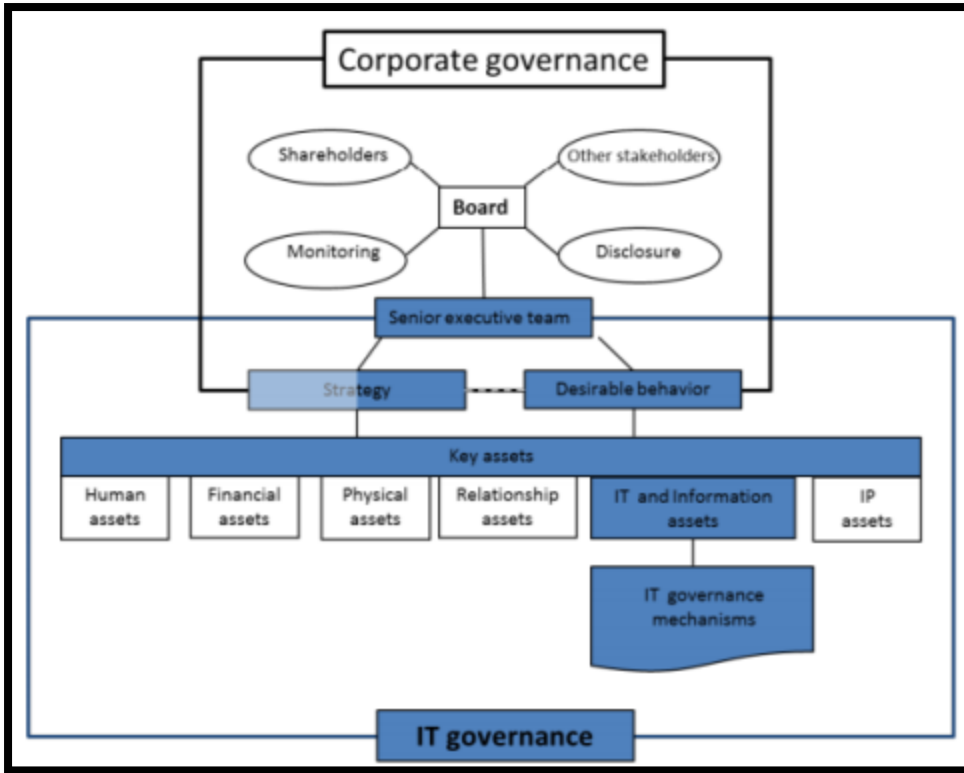 Corporate governance
Shareholders
Other stakeholders
Board
Monitoring
Disclosure
Senior executive team
Strategy
Desirable behavior
Key assets
Human
assets
Financial
assets
Physical
assets
Relationship
assets
IT and Information
assets
IP
assets
IT governance
mechanisms
IT governance